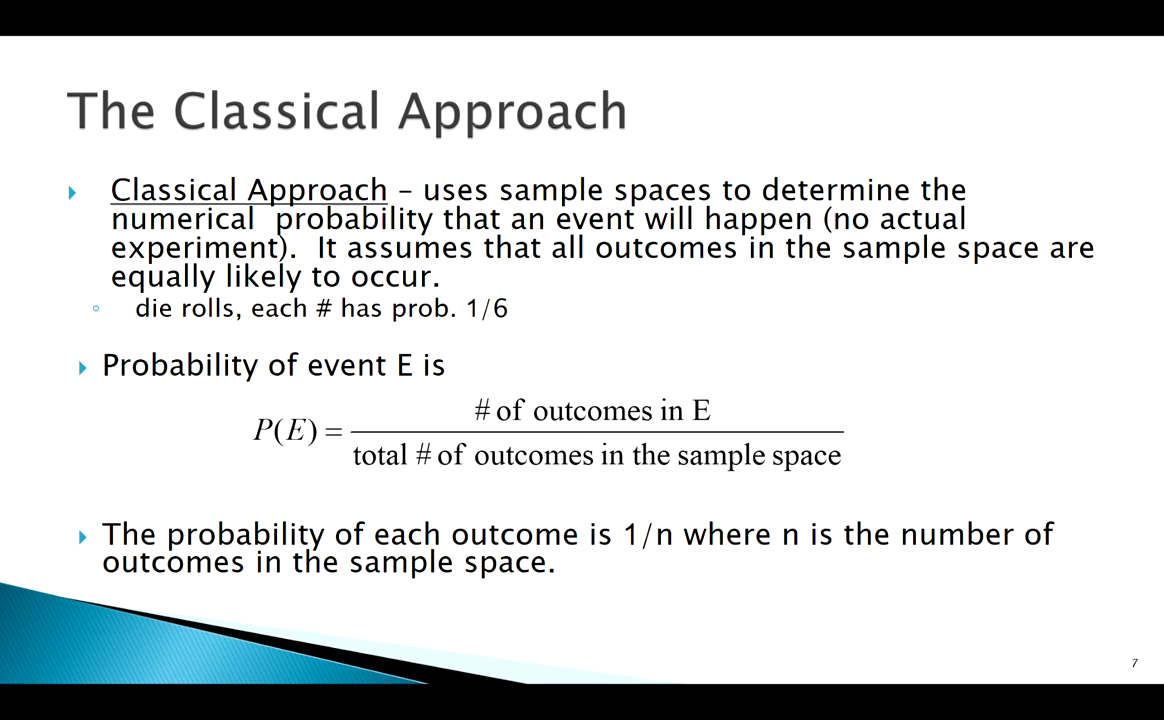 The Classical Approach
Classical Approach – uses sample spaces to determine the
numerical  probability that an event will happen (no actual
experiment).  It assumes that all outcomes in the sample space are
equally likely to occur.
die rolls, each # has prob. 1/6
Probability of event E is
P(E) = # of outcomes in E / total # of outcomes in the sample space
The probability of each outcome is 1/n where n is the number of
outcomes in the sample space.
7